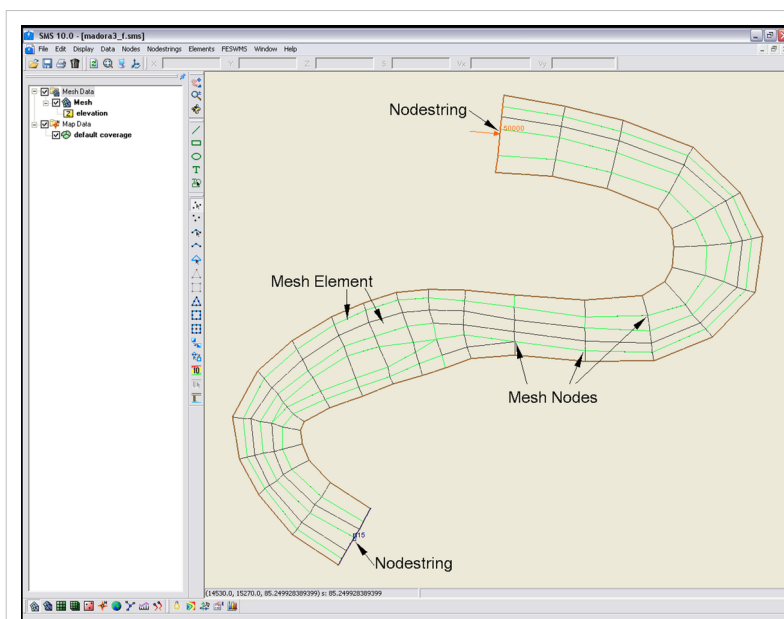 SMS 10.0 - [madora3_f.sms]
File Edit Display Data Nodes Nodestrings Elements FESWMS Window Help
X: Y: Z: S: Vx Vy
Mesh Data
Mesh
elevation
Map Data
default coverage
T
10
Nodestring
50000
Mesh Element
Mesh Nodes
Nodestring
(14530.0, 15270.0, 85.249928389399) s: 85.249928389399